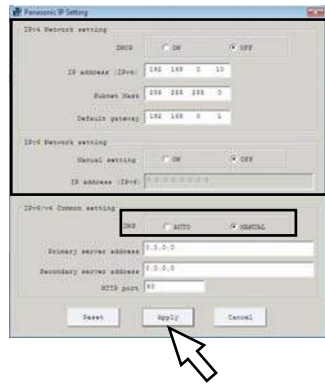 Panasonic IP Setting
IPv4 Network setting
DHCP ON OFF
IP address (IPv4) 192 168 0 10
Subnet Mask 255 255 255 0
Default gateway 192 168 0 1
IPv6 Network setting
Manual setting ON OFF
IP address (IPv6)
IPv6/v4 Common setting
DNS AUTO MANUAL
Primary server address 0.0.0.0
Secondary server address 0.0.0.0
HTTP port 80
Reset Apply Cancel